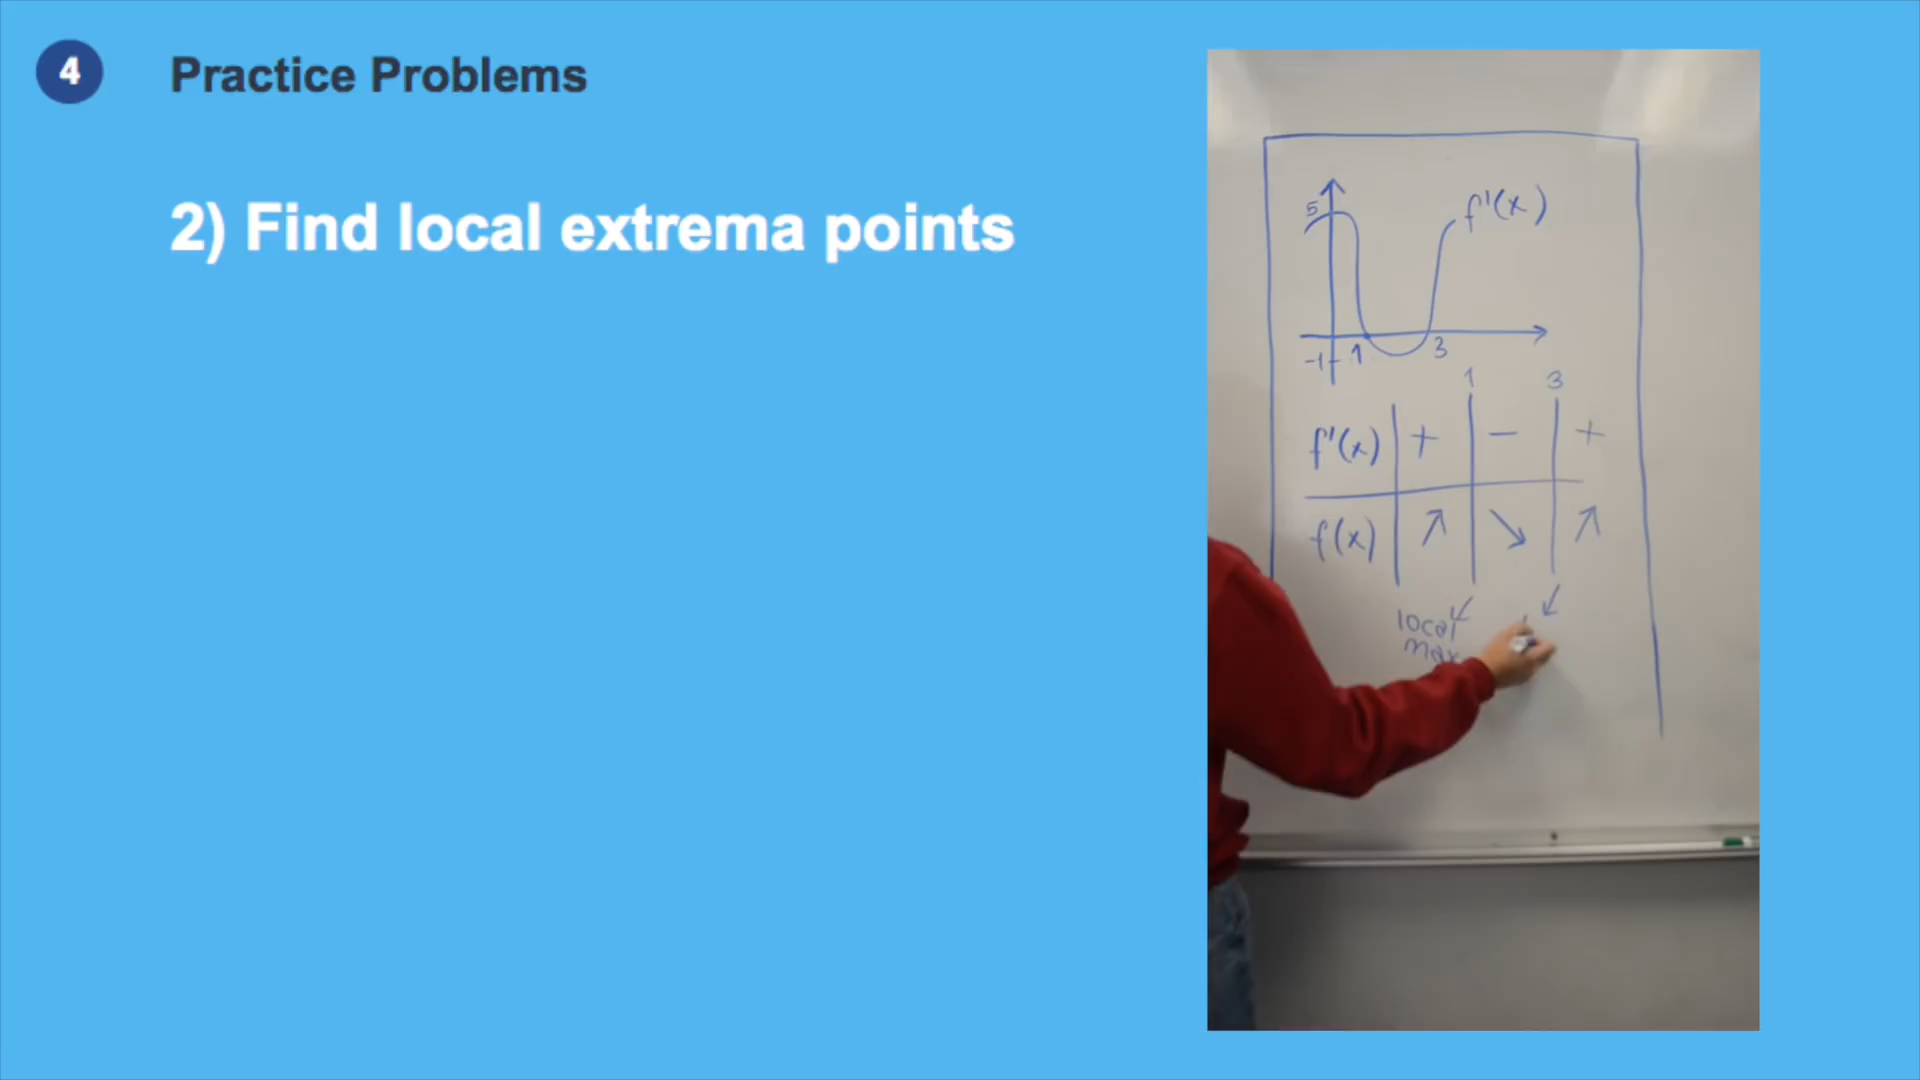 4 Practice Problems
2) Find local extrema points
5 f'(x)
-1 1 3
1 3
f'(x) + − +
f(x) ↗ ↘ ↗
local
max